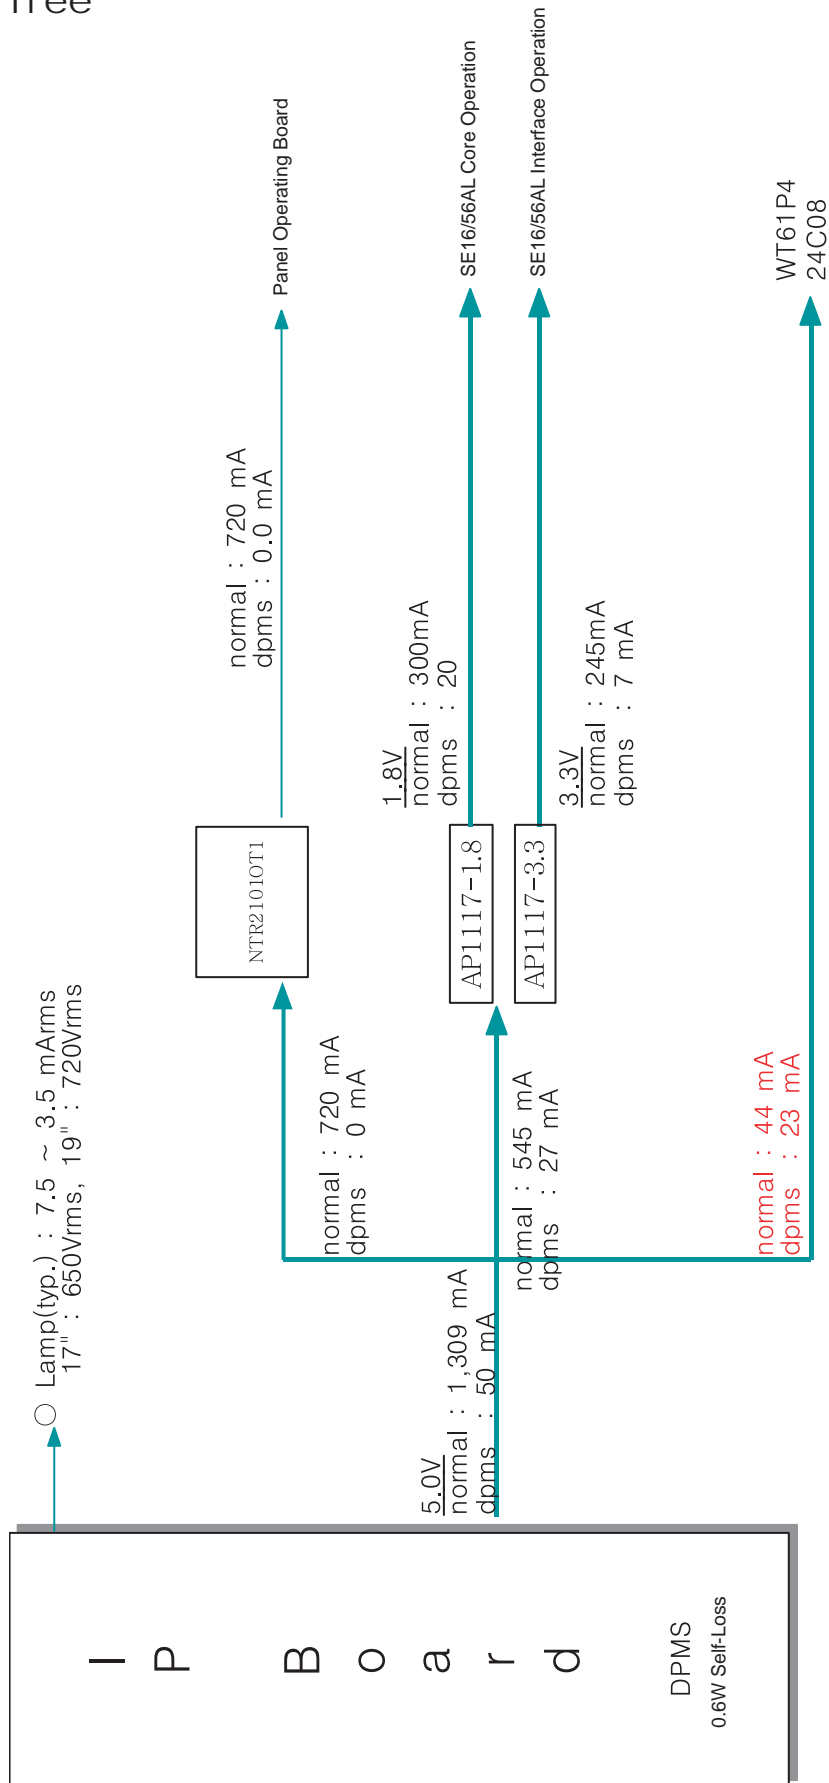 Tree
Lamp(typ.) : 7.5 ~ 3.5 mArms
17" : 650Vrms, 19" : 720Vrms
IP Board
DPMS
0.6W Self-Loss
5.0V
normal : 1,309 mA
dpms : 50 mA
normal : 720 mA
dpms : 0 mA
NTR2101OT1
normal : 720 mA
dpms : 0.0 mA
Panel Operating Board
normal : 545 mA
dpms : 27 mA
AP1117-1.8
1.8V
normal : 300mA
dpms : 20
SE16/56AL Core Operation
AP1117-3.3
3.3V
normal : 245mA
dpms : 7 mA
SE16/56AL Interface Operation
normal : 44 mA
dpms : 23 mA
WT61P4
24C08